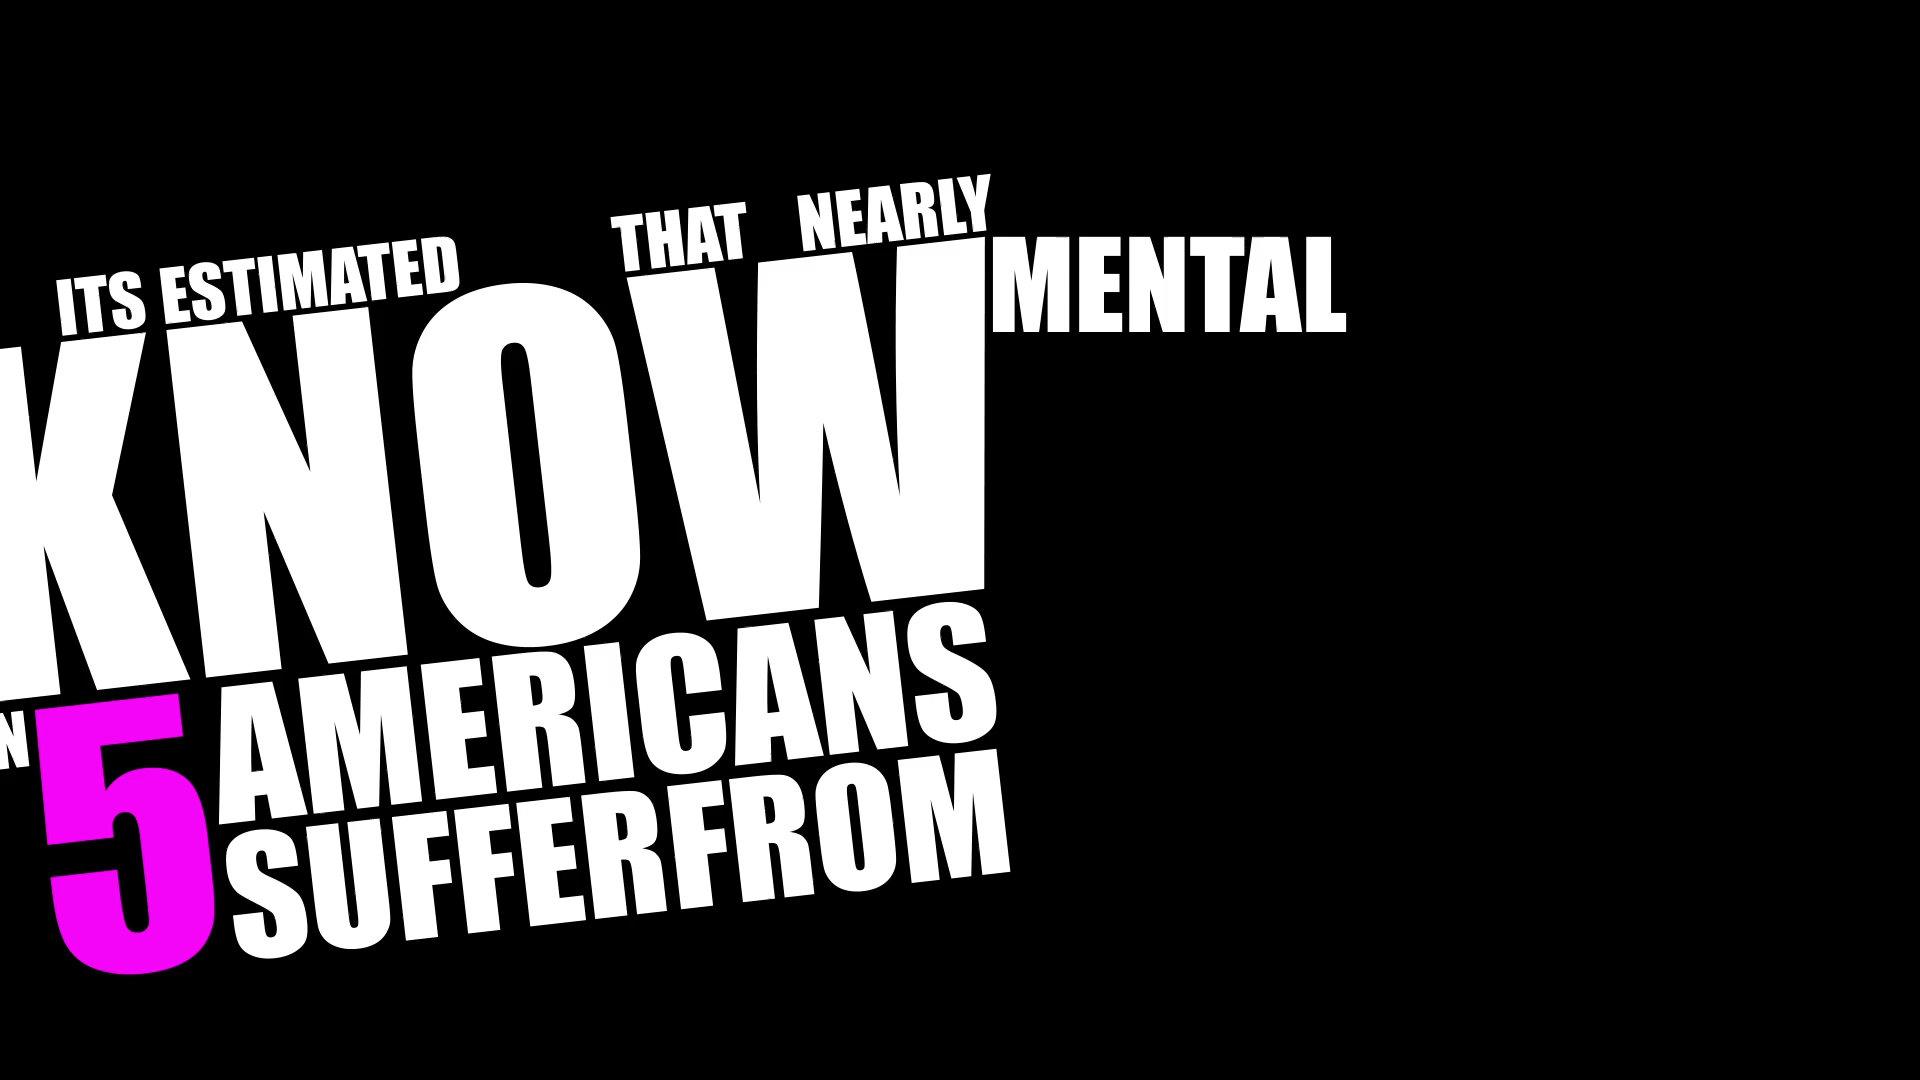 ITS ESTIMATED THAT NEARLY
KNOW
MENTAL
N 5 AMERICANS
SUFFERFROM